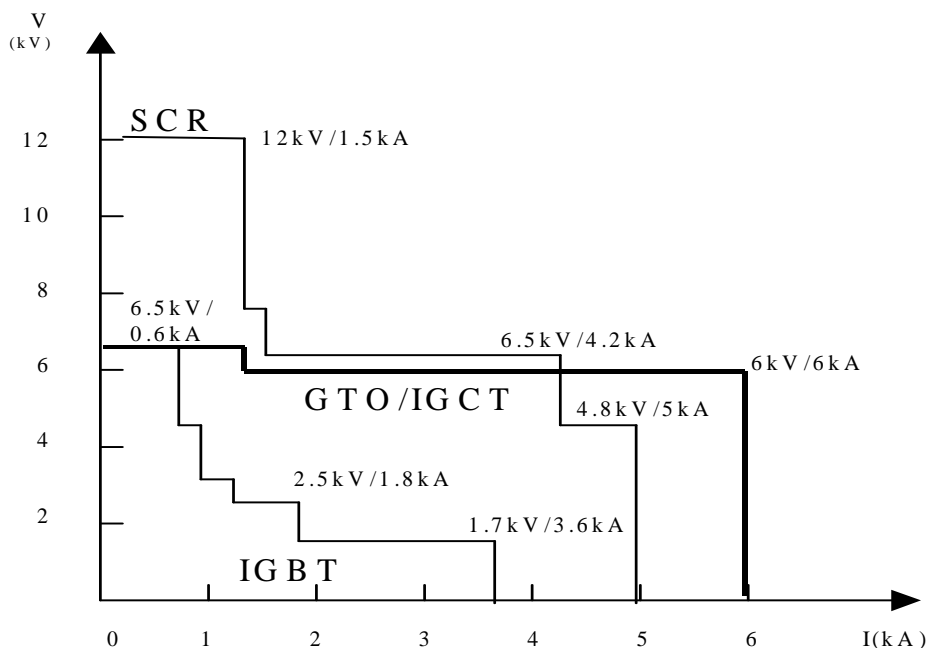 V
(kV)
SCR
12
12kV/1.5kA
10
8
6.5kV/
0.6kA
6.5kV/4.2kA
6
6kV/6kA
GTO/IGCT
4.8kV/5kA
4
2.5kV/1.8kA
2
1.7kV/3.6kA
IGBT
0 1 2 3 4 5 6 I(kA)